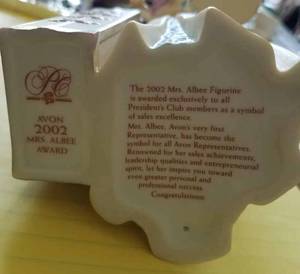 AVON
2002
MRS. ALBEE
AWARD
The 2002 Mrs. Albee Figurine
is awarded exclusively to all
President's Club members as a symbol
of sales excellence.
Mrs. Albee, Avon's very first
Representative, has become the
symbol for all Avon Representatives.
Renowned for her sales achievements,
leadership qualities and entrepreneurial
spirit, let her inspire you toward
even greater personal and
professional success
Congratulations